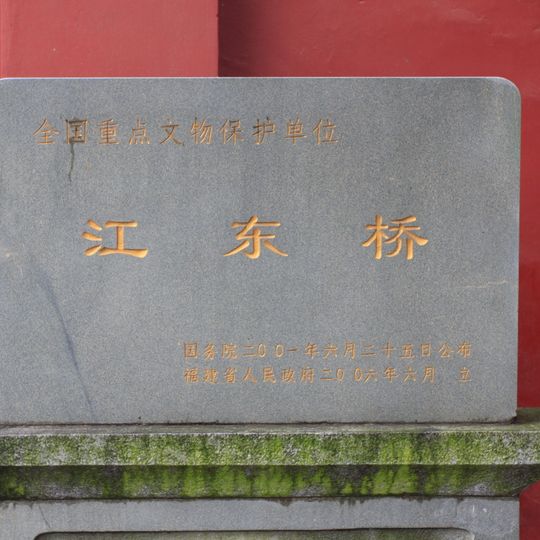 全国重点文物保护单位
江东桥
国务院二00一年六月二十五日公布
福建省人民政府二00六年六月 立